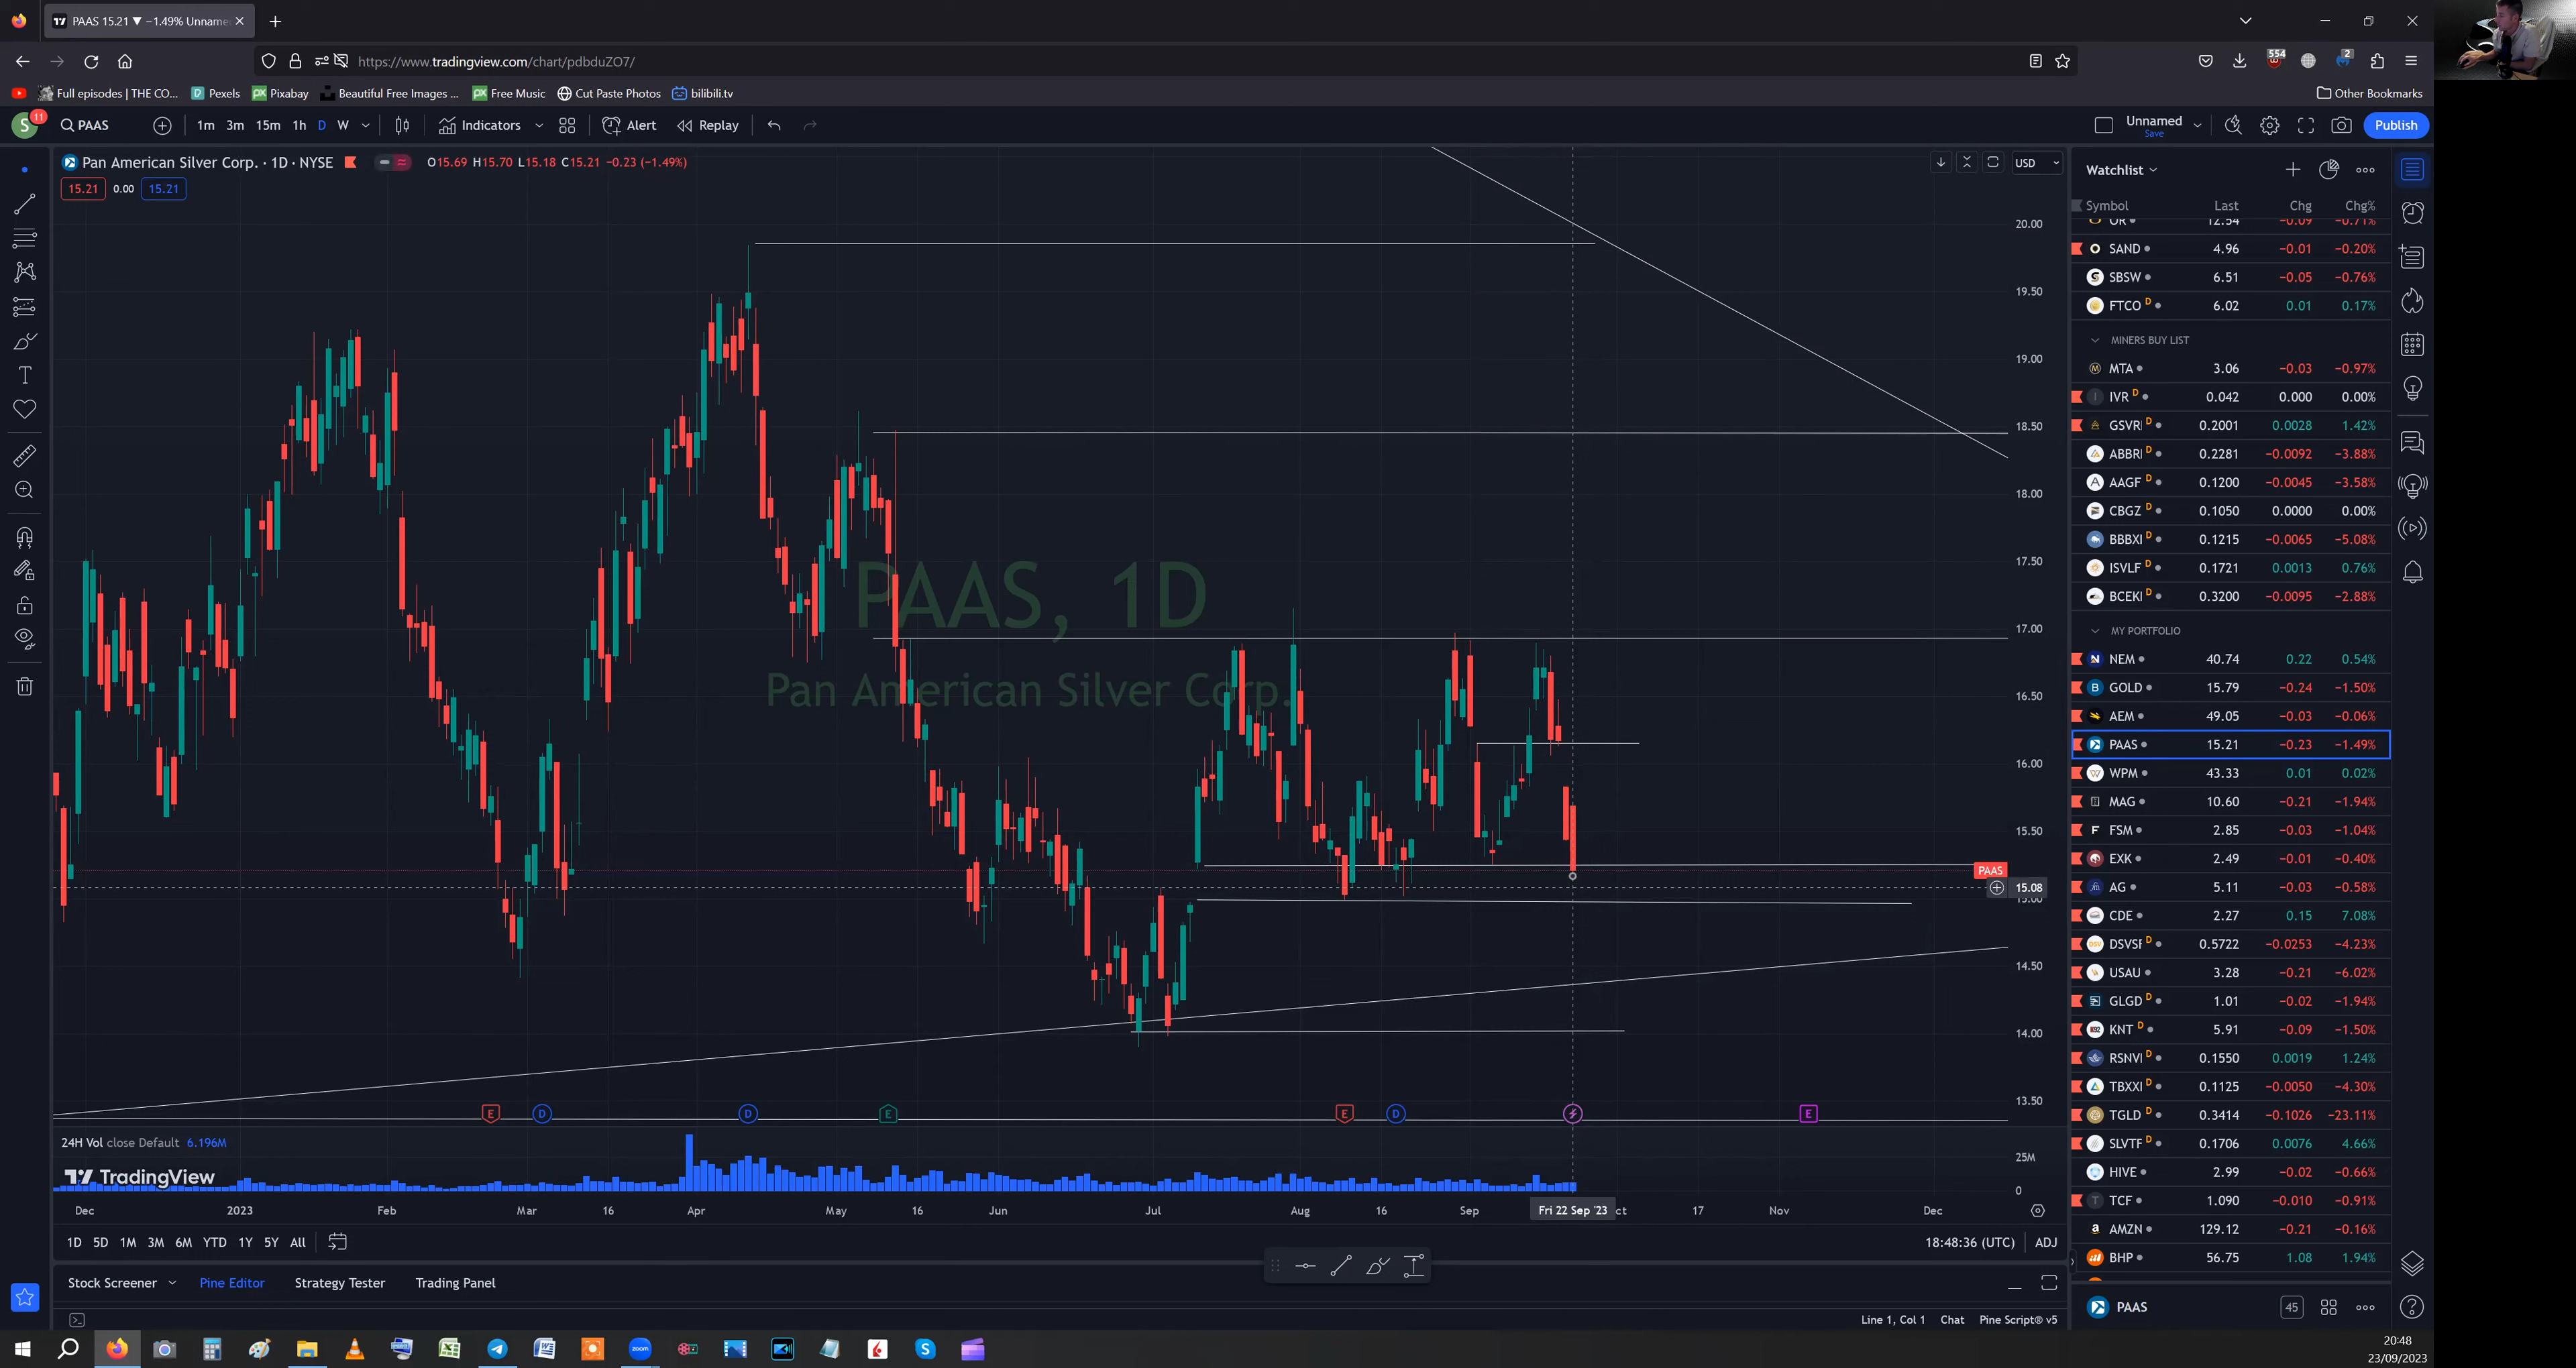 PAAS 15.21 ▼ −1.49% Unname
https://www.tradingview.com/chart/pdbduZO7/
554
2
Full episodes | THE CO...
Pexels
Pixabay
Beautiful Free Images ...
Free Music
Cut Paste Photos
bilibili.tv
Other Bookmarks
S 11
PAAS
1m 3m 15m 1h D W
Indicators
Alert
Replay
Unnamed
Save
Publish
Pan American Silver Corp. · 1D · NYSE
O15.69 H15.70 L15.18 C15.21 −0.23 (−1.49%)
15.21 0.00 15.21
USD
20.00
19.50
19.00
18.50
18.00
17.50
17.00
16.50
16.00
15.50
PAAS
15.08
15.00
14.50
14.00
13.50
PAAS, 1D
Pan American Silver Corp.
E D D E E D E
24H Vol close Default 6.196M
TradingView
25M
0
Dec 2023 Feb Mar 16 Apr May 16 Jun Jul Aug 16 Sep Fri 22 Sep '23 ct 17 Nov Dec
1D 5D 1M 3M 6M YTD 1Y 5Y All
18:48:36 (UTC) ADJ
Stock Screener
Pine Editor
Strategy Tester
Trading Panel
Line 1, Col 1 Chat Pine Script® v5
Watchlist
Symbol Last Chg Chg%
OR 12.54 −0.09 −0.71%
SAND 4.96 −0.01 −0.20%
SBSW 6.51 −0.05 −0.76%
FTCO D 6.02 0.01 0.17%
MINERS BUY LIST
MTA 3.06 −0.03 −0.97%
IVR D 0.042 0.000 0.00%
GSVRI D 0.2001 0.0028 1.42%
ABBRI D 0.2281 −0.0092 −3.88%
AAGF D 0.1200 −0.0045 −3.58%
CBGZ D 0.1050 0.0000 0.00%
BBBXI D 0.1215 −0.0065 −5.08%
ISVLF D 0.1721 0.0013 0.76%
BCEKI D 0.3200 −0.0095 −2.88%
MY PORTFOLIO
NEM 40.74 0.22 0.54%
GOLD 15.79 −0.24 −1.50%
AEM 49.05 −0.03 −0.06%
PAAS 15.21 −0.23 −1.49%
WPM 43.33 0.01 0.02%
MAG 10.60 −0.21 −1.94%
FSM 2.85 −0.03 −1.04%
EXK 2.49 −0.01 −0.40%
AG 5.11 −0.03 −0.58%
CDE 2.27 0.15 7.08%
DSVSF D 0.5722 −0.0253 −4.23%
USAU 3.28 −0.21 −6.02%
GLGD D 1.01 −0.02 −1.94%
KNT D 5.91 −0.09 −1.50%
RSNVI D 0.1550 0.0019 1.24%
TBXXI D 0.1125 −0.0050 −4.30%
TGLD D 0.3414 −0.1026 −23.11%
SLVTF D 0.1706 0.0076 4.66%
HIVE 2.99 −0.02 −0.66%
TCF 1.090 −0.010 −0.91%
AMZN 129.12 −0.21 −0.16%
BHP 56.75 1.08 1.94%
PAAS
45
zoom
20:48
23/09/2023